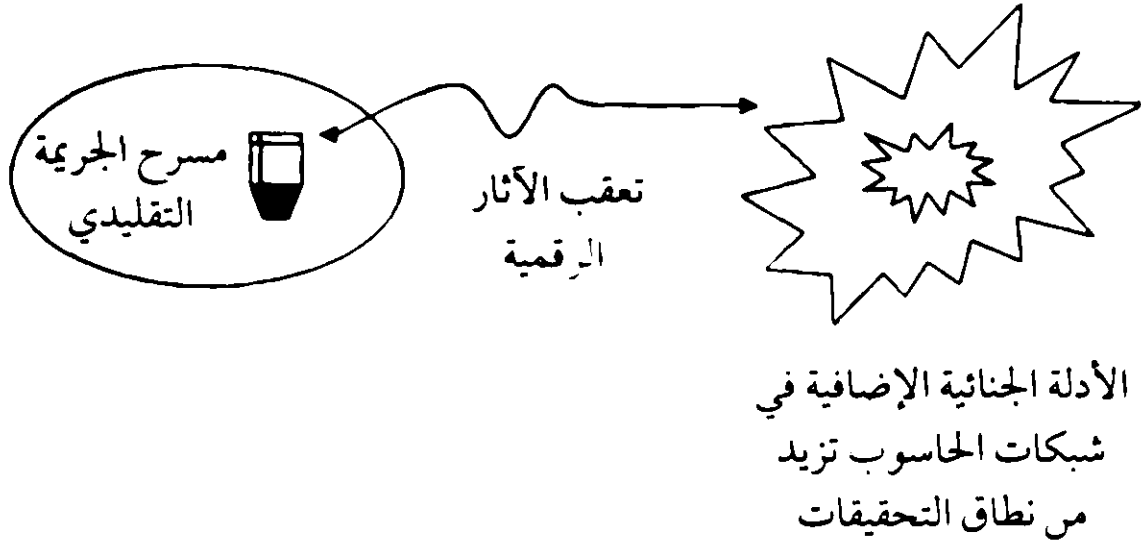 مسرح الجريمة
التقليدي
تعقب الآثار
الرقمية
الأدلة الجنائية الإضافية في
شبكات الحاسوب تزيد
من نطاق التحقيقات